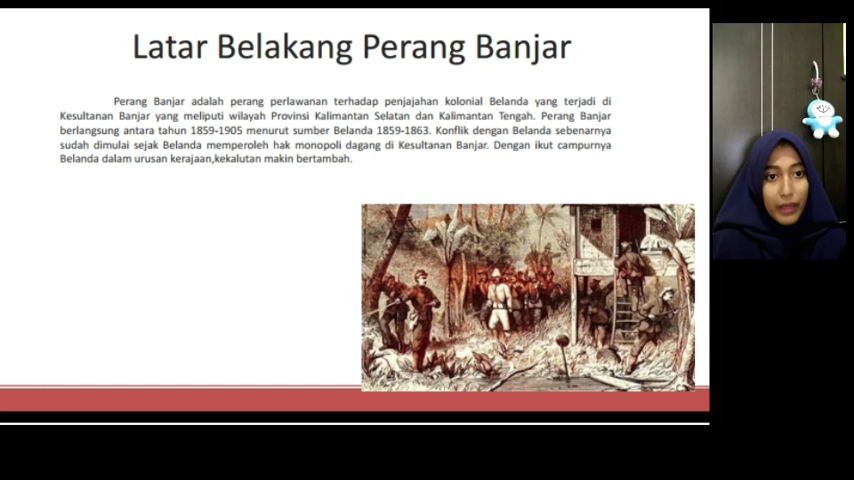 Latar Belakang Perang Banjar
Perang Banjar adalah perang perlawanan terhadap penjajahan kolonial Belanda yang terjadi di
Kesultanan Banjar yang meliputi wilayah Provinsi Kalimantan Selatan dan Kalimantan Tengah. Perang Banjar
berlangsung antara tahun 1859-1905 menurut sumber Belanda 1859-1863. Konflik dengan Belanda sebenarnya
sudah dimulai sejak Belanda memperoleh hak monopoli dagang di Kesultanan Banjar. Dengan ikut campurnya
Belanda dalam urusan kerajaan,kekalutan makin bertambah.